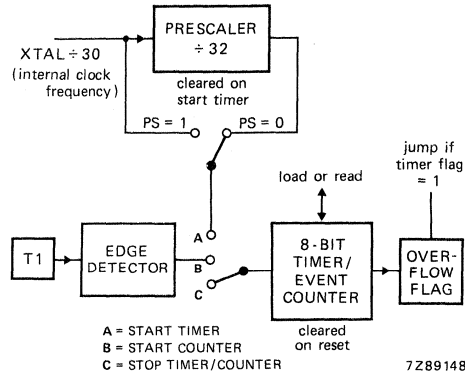 PRESCALER
÷ 32
XTAL ÷ 30
(internal clock
frequency)
cleared on
start timer
PS = 1
PS = 0
jump if
timer flag
= 1
load or read
A
B
C
T1
EDGE
DETECTOR
8-BIT
TIMER/
EVENT
COUNTER
OVER-
FLOW
FLAG
cleared
on reset
A = START TIMER
B = START COUNTER
C = STOP TIMER/COUNTER
7Z89148